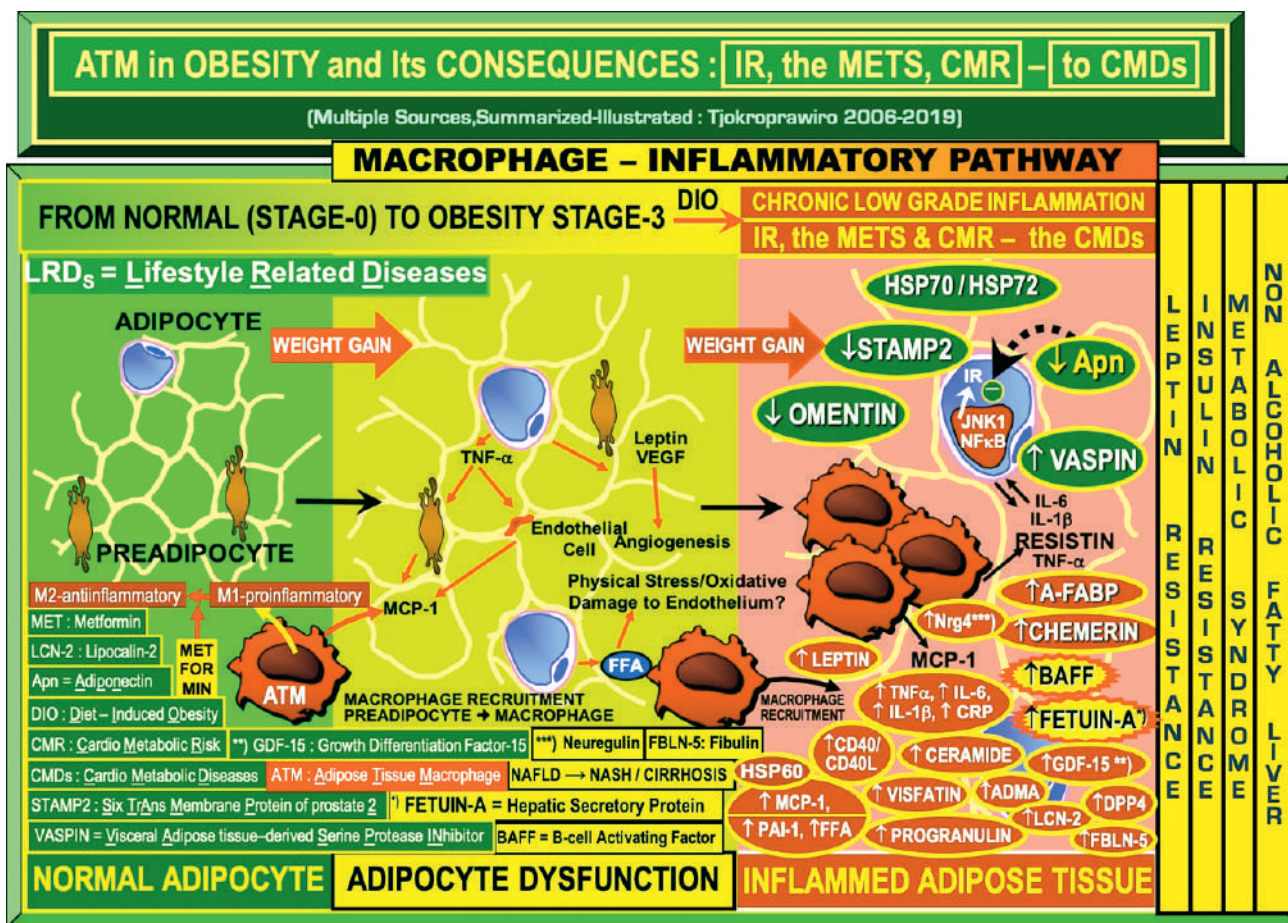 ATM in OBESITY and Its CONSEQUENCES : IR, the METS, CMR – to CMDs
(Multiple Sources,Summarized-Illustrated : Tjokroprawiro 2006-2019)
MACROPHAGE – INFLAMMATORY PATHWAY
FROM NORMAL (STAGE-0) TO OBESITY STAGE-3
DIO
CHRONIC LOW GRADE INFLAMMATION
IR, the METS & CMR – the CMDs
LRDS = Lifestyle Related Diseases
ADIPOCYTE
WEIGHT GAIN
PREADIPOCYTE
M2-antiinflammatory
M1-proinflammatory
MET
FOR
MIN
ATM
TNF-α
Leptin
VEGF
Endothelial
Cell
Angiogenesis
MCP-1
Physical Stress/Oxidative
Damage to Endothelium?
FFA
MACROPHAGE RECRUITMENT
PREADIPOCYTE → MACROPHAGE
WEIGHT GAIN
HSP70 / HSP72
↓STAMP2
↓ Apn
IR
–
JNK1
NFκB
↓ OMENTIN
↑ VASPIN
IL-6
IL-1β
RESISTIN
TNF-α
↑A-FABP
↑Nrg4***)
↑CHEMERIN
↑ LEPTIN
MCP-1
↑BAFF
MACROPHAGE
RECRUITMENT
↑ TNFα, ↑ IL-6,
↑ IL-1β, ↑ CRP
↑FETUIN-A*)
↑CD40/
CD40L
↑ CERAMIDE
↑GDF-15 **)
HSP60
↑ VISFATIN
↑ADMA
↑DPP4
↑ MCP-1,
↑ PAI-1, ↑FFA
↑LCN-2
↑ PROGRANULIN
↑FBLN-5
MET : Metformin
LCN-2 : Lipocalin-2
Apn = Adiponectin
DIO : Diet – Induced Obesity
CMR : Cardio Metabolic Risk
**) GDF-15 : Growth Differentiation Factor-15
***) Neuregulin
FBLN-5: Fibulin
CMDs : Cardio Metabolic Diseases
ATM : Adipose Tissue Macrophage
NAFLD → NASH / CIRRHOSIS
STAMP2 : Six TrAns Membrane Protein of prostate 2
*) FETUIN-A = Hepatic Secretory Protein
VASPIN = Visceral Adipose tissue–derived Serine Protease INhibitor
BAFF = B-cell Activating Factor
NORMAL ADIPOCYTE
ADIPOCYTE DYSFUNCTION
INFLAMMED ADIPOSE TISSUE
LEPTIN RESISTANCE
INSULIN RESISTANCE
METABOLIC SYNDROME
NON ALCOHOLIC FATTY LIVER